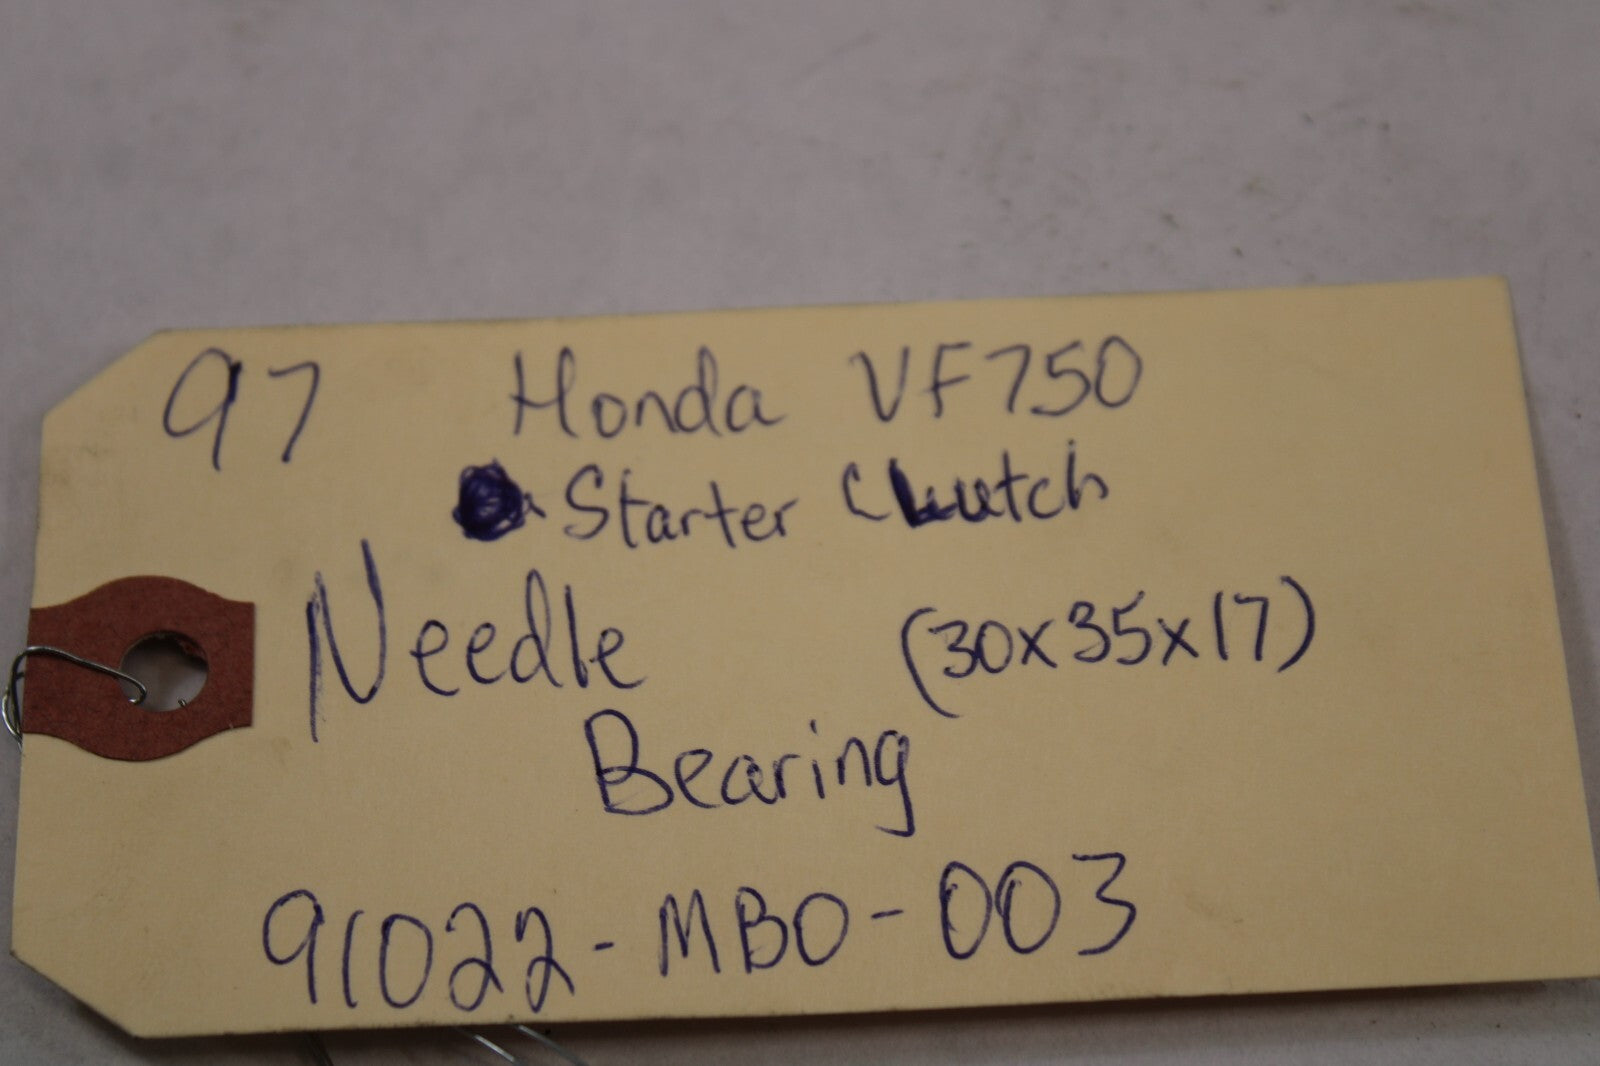 97 Honda VF750
Starter Clutch
Needle (30x35x17)
Bearing
91022-MB0-003